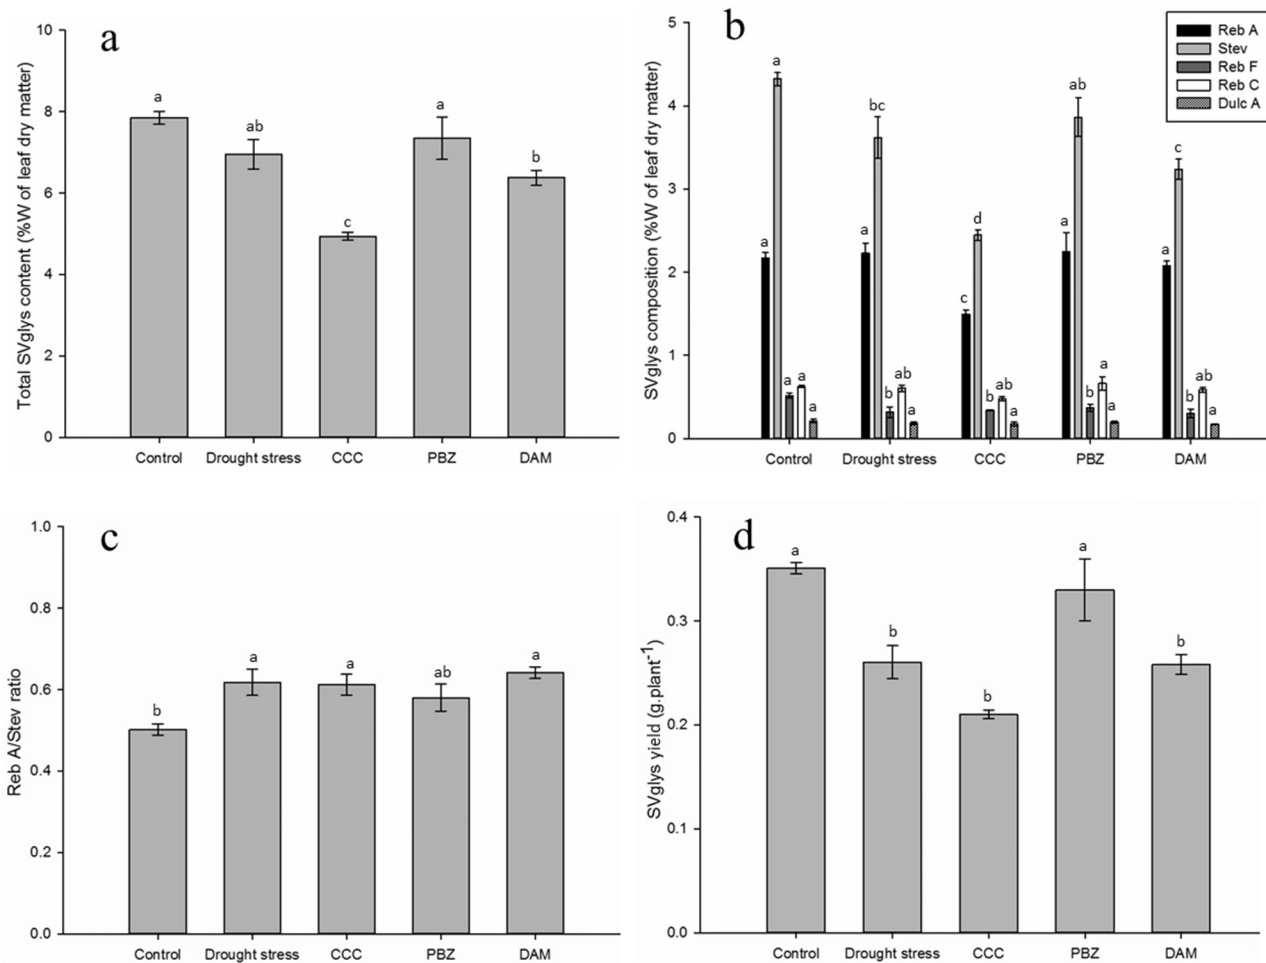 a
Total SVglys content (%W of leaf dry matter)
10
8
6
4
2
0
a
ab
c
a
b
Control
Drought stress
CCC
PBZ
DAM
b
SVglys composition (%W of leaf dry matter)
5
4
3
2
1
0
Reb A
Stev
Reb F
Reb C
Dulc A
a
a
a
a
a
a
bc
b
ab
a
c
d
b
ab
a
a
ab
b
a
a
a
c
b
ab
a
Control
Drought stress
CCC
PBZ
DAM
c
Reb A/Stev ratio
1.0
0.8
0.6
0.4
0.2
0.0
b
a
a
ab
a
Control
Drought stress
CCC
PBZ
DAM
d
SVglys yield (g.plant⁻¹)
0.4
0.3
0.2
0.1
0.0
a
b
b
a
b
Control
Drought stress
CCC
PBZ
DAM